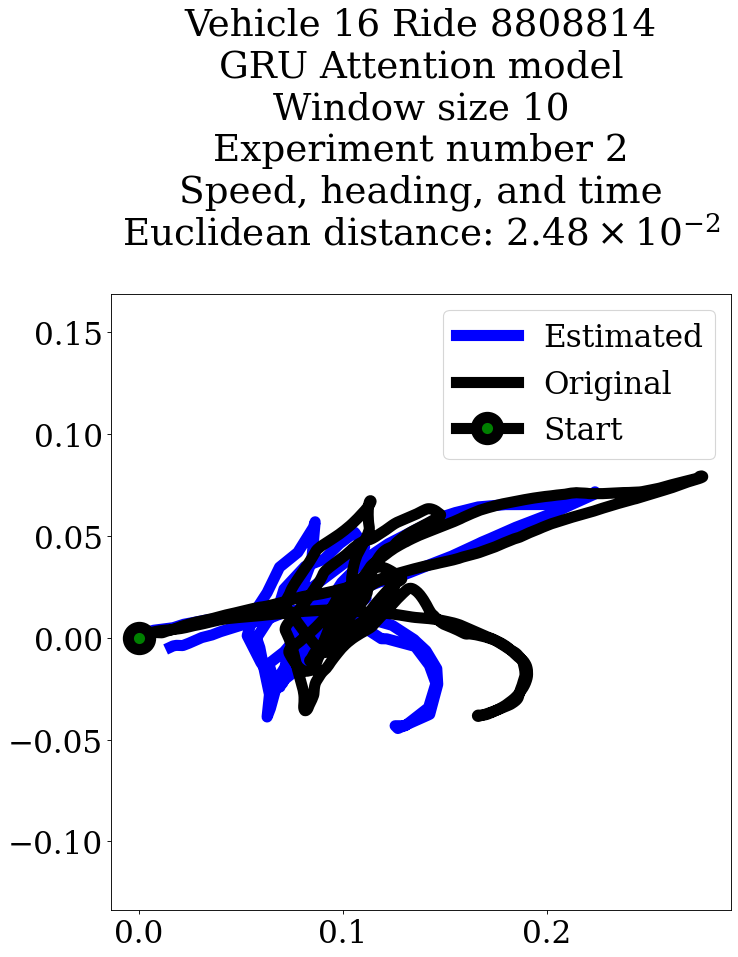 Vehicle 16 Ride 8808814
GRU Attention model
Window size 10
Experiment number 2
Speed, heading, and time
Euclidean distance: 2.48 × 10⁻²
Estimated
Original
Start
0.15
0.10
0.05
0.00
−0.05
−0.10
0.0 0.1 0.2